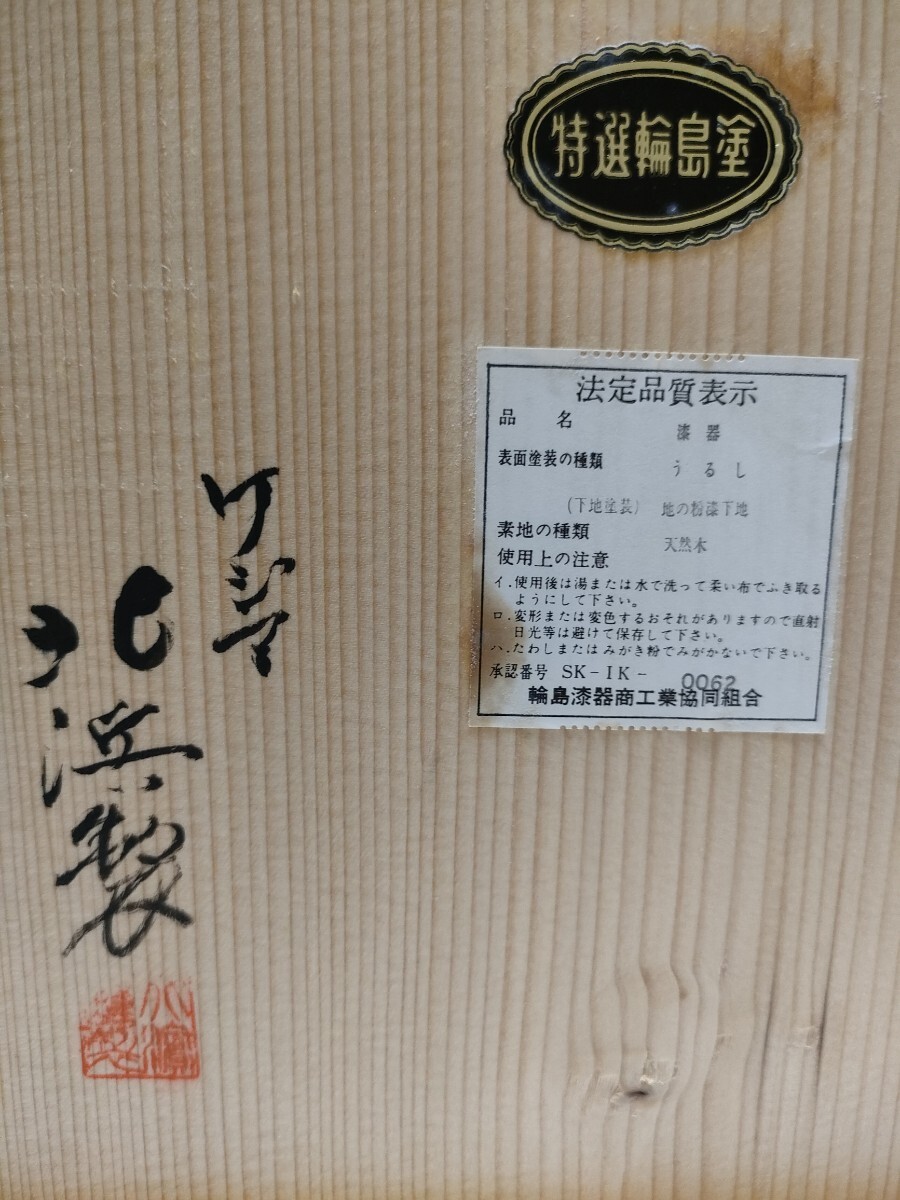 特選輪島塗
法定品質表示
品 名 漆器
表面塗装の種類 うるし
(下地塗装) 地の粉漆下地
素地の種類 天然木
使用上の注意
イ.使用後は湯または水で洗って柔い布でふき取る
ようにして下さい。
ロ.変形または変色するおそれがありますので直射
日光等は避けて保存して下さい。
ハ.たわしまたはみがき粉でみがかないで下さい。
承認番号 SK-IK- 0062
輪島漆器商工業協同組合
ワジマ
北浜製